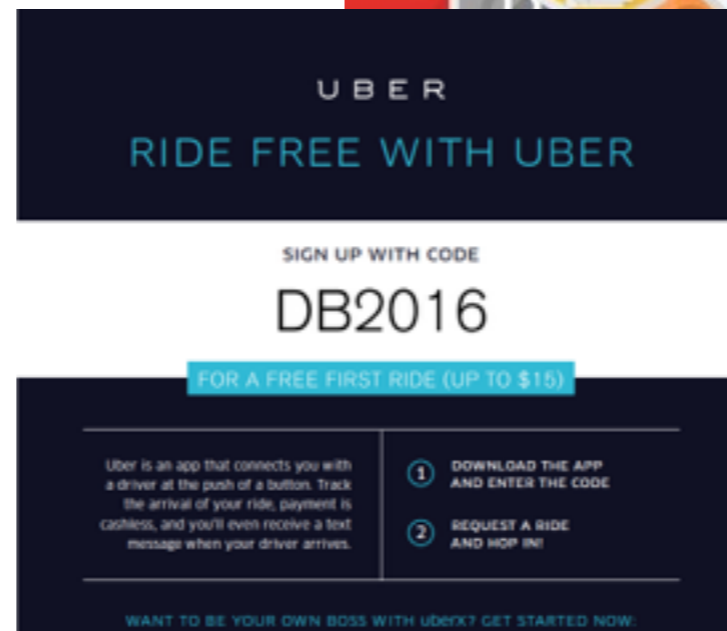 UBER
RIDE FREE WITH UBER
SIGN UP WITH CODE
DB2016
FOR A FREE FIRST RIDE (UP TO $15)
Uber is an app that connects you with
a driver at the push of a button. Track
the arrival of your ride, payment is
cashless, and you'll even receive a text
message when your driver arrives.
1 DOWNLOAD THE APP
AND ENTER THE CODE
2 REQUEST A RIDE
AND HOP IN!
WANT TO BE YOUR OWN BOSS WITH uberX? GET STARTED NOW: